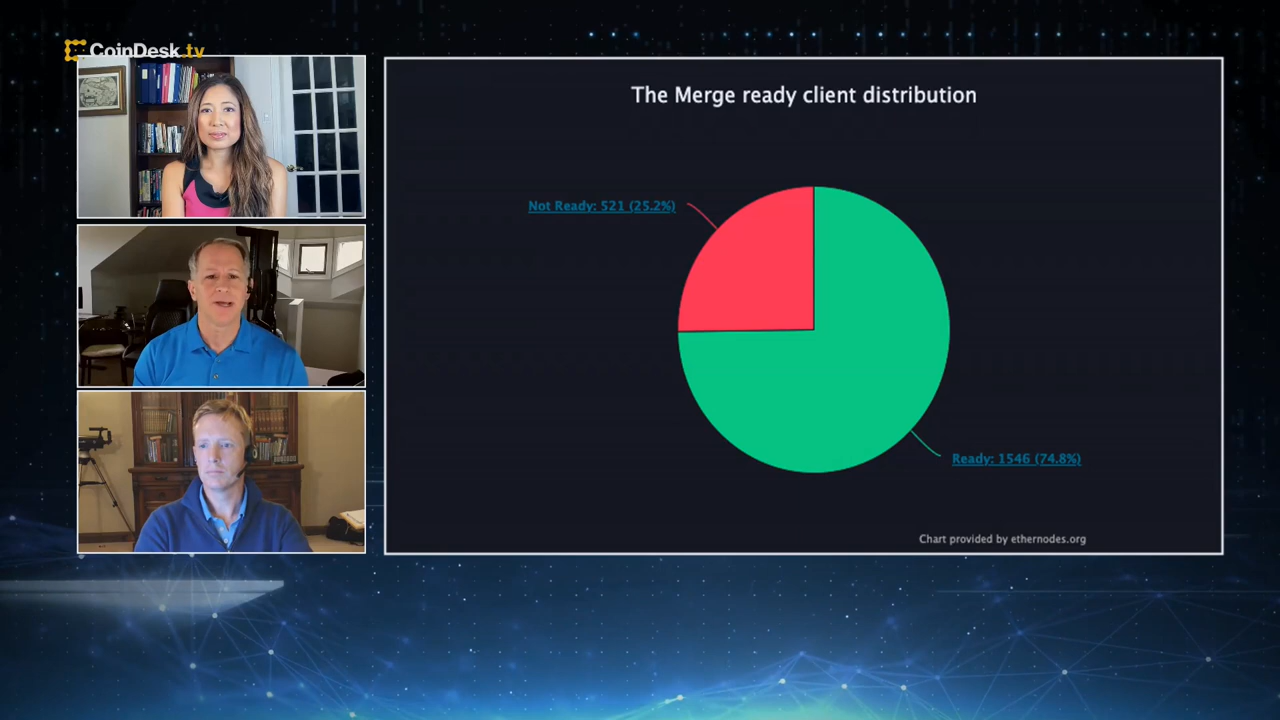 CoinDesk.tv
The Merge ready client distribution
Not Ready: 521 (25.2%)
Ready: 1546 (74.8%)
Chart provided by ethernodes.org